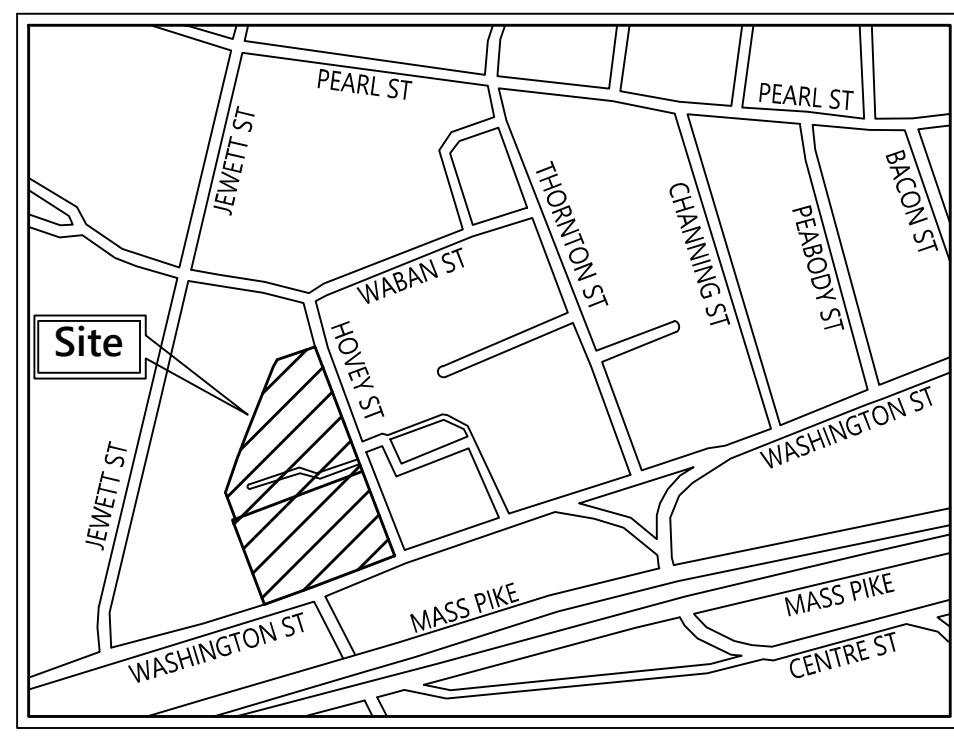 PEARL ST
PEARL ST
JEWETT ST
THORNTON ST
CHANNING ST
PEABODY ST
BACON ST
WABAN ST
Site
HOVEY ST
JEWETT ST
WASHINGTON ST
MASS PIKE
MASS PIKE
WASHINGTON ST
CENTRE ST